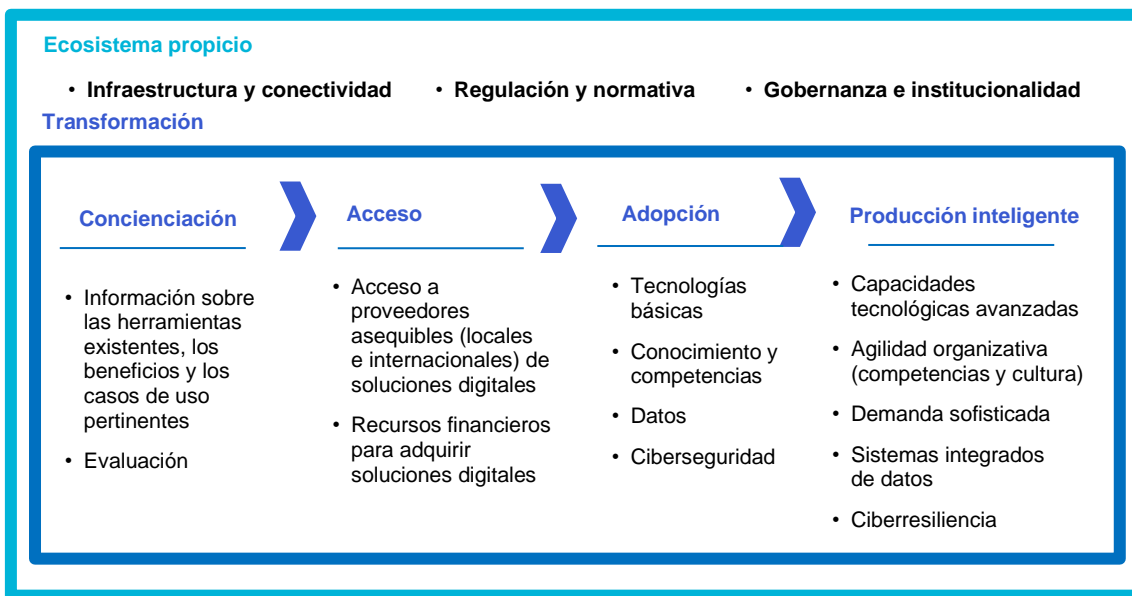 Ecosistema propicio
• Infraestructura y conectividad • Regulación y normativa • Gobernanza e institucionalidad
Transformación
Concienciación
• Información sobre
las herramientas
existentes, los
beneficios y los
casos de uso
pertinentes
• Evaluación
Acceso
• Acceso a
proveedores
asequibles (locales
e internacionales) de
soluciones digitales
• Recursos financieros
para adquirir
soluciones digitales
Adopción
• Tecnologías
básicas
• Conocimiento y
competencias
• Datos
• Ciberseguridad
Producción inteligente
• Capacidades
tecnológicas avanzadas
• Agilidad organizativa
(competencias y cultura)
• Demanda sofisticada
• Sistemas integrados
de datos
• Ciberresiliencia